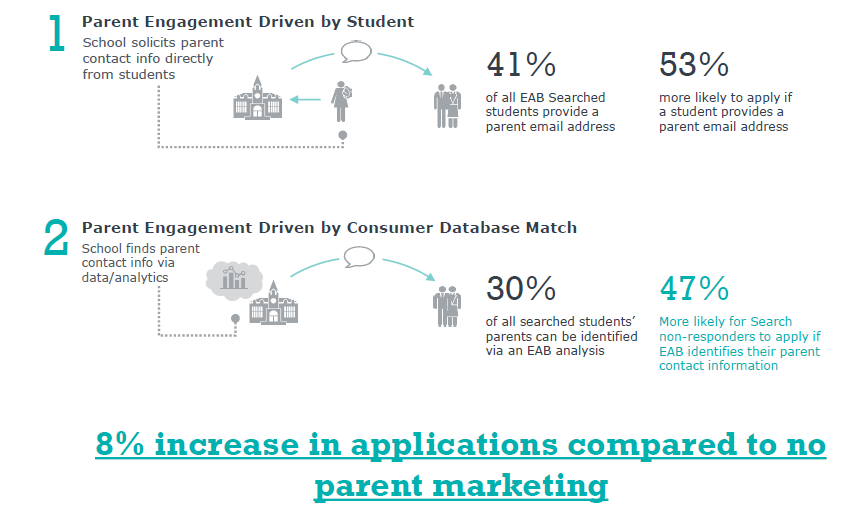 1
Parent Engagement Driven by Student
School solicits parent
contact info directly
from students
41%
of all EAB Searched
students provide a
parent email address
53%
more likely to apply if
a student provides a
parent email address
2
Parent Engagement Driven by Consumer Database Match
School finds parent
contact info via
data/analytics
30%
of all searched students’
parents can be identified
via an EAB analysis
47%
More likely for Search
non-responders to apply if
EAB identifies their parent
contact information
8% increase in applications compared to no
parent marketing